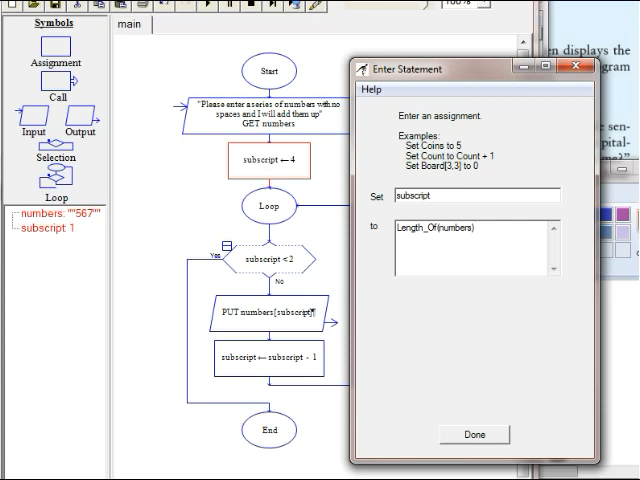 100%
Symbols
Assignment
Call
Input
Output
Selection
Loop
numbers: ""567""
subscript: 1
main
Start
"Please enter a series of numbers with no
spaces and I will add them up"
GET numbers
subscript ← 4
Loop
Yes
subscript < 2
No
PUT numbers[subscript]¶
subscript ← subscript - 1
End
Enter Statement
Help
Enter an assignment.
Examples:
Set Coins to 5
Set Count to Count + 1
Set Board[3,3] to 0
Set
subscript
to
Length_Of(numbers)
Done
en displays the
gram
e sen-
pital-
me?"